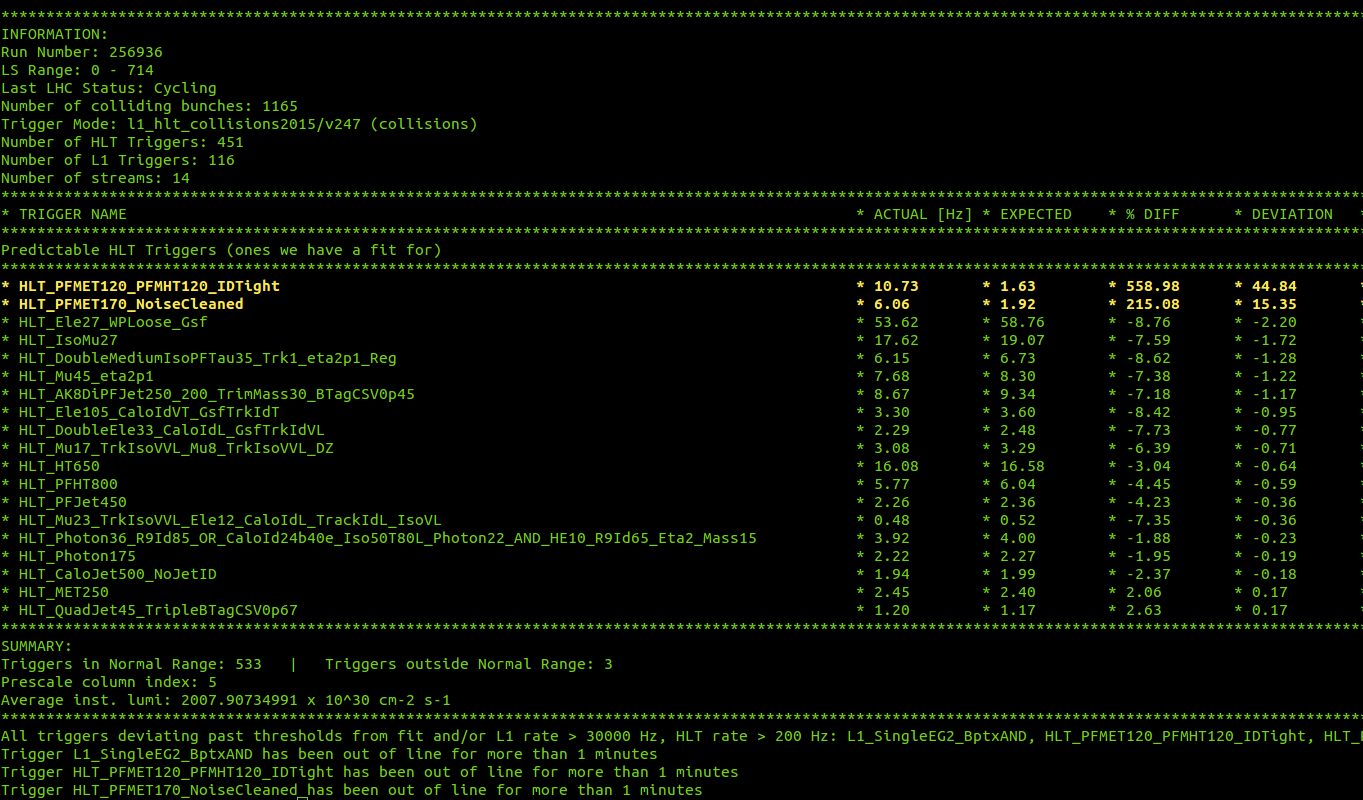 ********************************************************************************************************************************************************
INFORMATION:
Run Number: 256936
LS Range: 0 - 714
Last LHC Status: Cycling
Number of colliding bunches: 1165
Trigger Mode: l1_hlt_collisions2015/v247 (collisions)
Number of HLT Triggers: 451
Number of L1 Triggers: 116
Number of streams: 14
********************************************************************************************************************************************************
* TRIGGER NAME * ACTUAL [Hz] * EXPECTED * % DIFF * DEVIATION *
********************************************************************************************************************************************************
Predictable HLT Triggers (ones we have a fit for)
********************************************************************************************************************************************************
* HLT_PFMET120_PFMHT120_IDTight * 10.73 * 1.63 * 558.98 * 44.84 *
* HLT_PFMET170_NoiseCleaned * 6.06 * 1.92 * 215.08 * 15.35 *
* HLT_Ele27_WPLoose_Gsf * 53.62 * 58.76 * -8.76 * -2.20 *
* HLT_IsoMu27 * 17.62 * 19.07 * -7.59 * -1.72 *
* HLT_DoubleMediumIsoPFTau35_Trk1_eta2p1_Reg * 6.15 * 6.73 * -8.62 * -1.28 *
* HLT_Mu45_eta2p1 * 7.68 * 8.30 * -7.38 * -1.22 *
* HLT_AK8DiPFJet250_200_TrimMass30_BTagCSV0p45 * 8.67 * 9.34 * -7.18 * -1.17 *
* HLT_Ele105_CaloIdVT_GsfTrkIdT * 3.30 * 3.60 * -8.42 * -0.95 *
* HLT_DoubleEle33_CaloIdL_GsfTrkIdVL * 2.29 * 2.48 * -7.73 * -0.77 *
* HLT_Mu17_TrkIsoVVL_Mu8_TrkIsoVVL_DZ * 3.08 * 3.29 * -6.39 * -0.71 *
* HLT_HT650 * 16.08 * 16.58 * -3.04 * -0.64 *
* HLT_PFHT800 * 5.77 * 6.04 * -4.45 * -0.59 *
* HLT_PFJet450 * 2.26 * 2.36 * -4.23 * -0.36 *
* HLT_Mu23_TrkIsoVVL_Ele12_CaloIdL_TrackIdL_IsoVL * 0.48 * 0.52 * -7.35 * -0.36 *
* HLT_Photon36_R9Id85_OR_CaloId24b40e_Iso50T80L_Photon22_AND_HE10_R9Id65_Eta2_Mass15 * 3.92 * 4.00 * -1.88 * -0.23 *
* HLT_Photon175 * 2.22 * 2.27 * -1.95 * -0.19 *
* HLT_CaloJet500_NoJetID * 1.94 * 1.99 * -2.37 * -0.18 *
* HLT_MET250 * 2.45 * 2.40 * 2.06 * 0.17 *
* HLT_QuadJet45_TripleBTagCSV0p67 * 1.20 * 1.17 * 2.63 * 0.17 *
********************************************************************************************************************************************************
SUMMARY:
Triggers in Normal Range: 533 | Triggers outside Normal Range: 3
Prescale column index: 5
Average inst. lumi: 2007.90734991 x 10^30 cm-2 s-1
********************************************************************************************************************************************************
All triggers deviating past thresholds from fit and/or L1 rate > 30000 Hz, HLT rate > 200 Hz: L1_SingleEG2_BptxAND, HLT_PFMET120_PFMHT120_IDTight,
Trigger L1_SingleEG2_BptxAND has been out of line for more than 1 minutes
Trigger HLT_PFMET120_PFMHT120_IDTight has been out of line for more than 1 minutes
Trigger HLT_PFMET170_NoiseCleaned has been out of line for more than 1 minutes